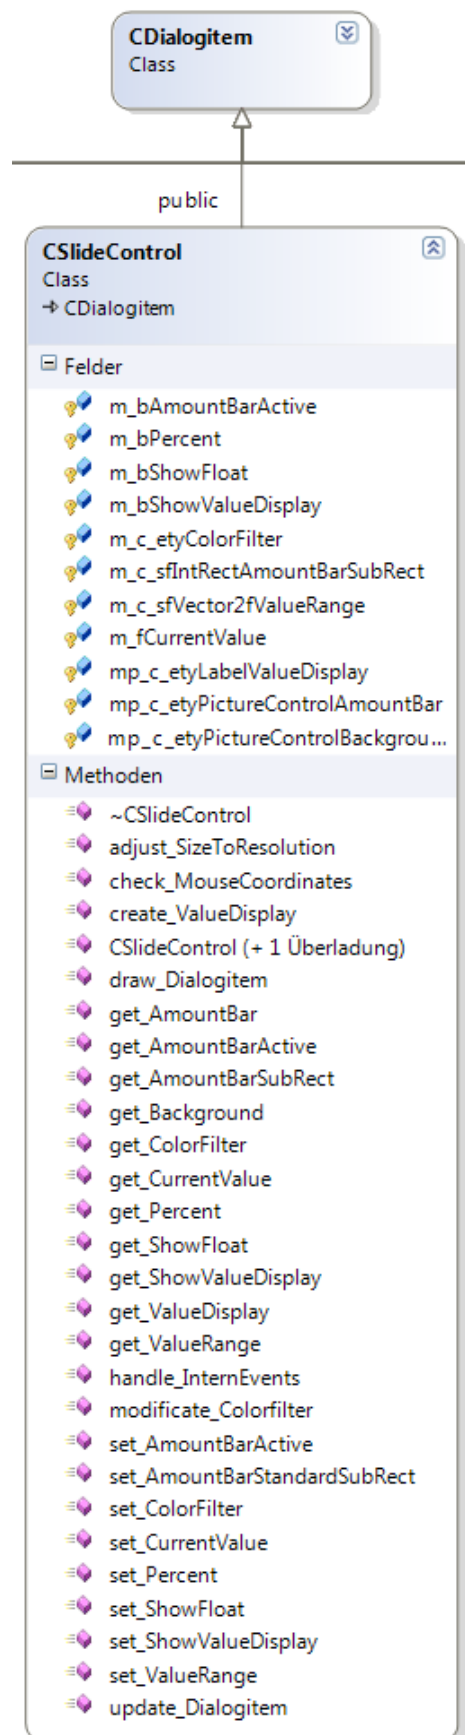 CDialogitem
Class
public
CSlideControl
Class
CDialogitem
Felder
m_bAmountBarActive
m_bPercent
m_bShowFloat
m_bShowValueDisplay
m_c_etyColorFilter
m_c_sfIntRectAmountBarSubRect
m_c_sfVector2fValueRange
m_fCurrentValue
mp_c_etyLabelValueDisplay
mp_c_etyPictureControlAmountBar
mp_c_etyPictureControlBackgrou...
Methoden
~CSlideControl
adjust_SizeToResolution
check_MouseCoordinates
create_ValueDisplay
CSlideControl (+ 1 Überladung)
draw_Dialogitem
get_AmountBar
get_AmountBarActive
get_AmountBarSubRect
get_Background
get_ColorFilter
get_CurrentValue
get_Percent
get_ShowFloat
get_ShowValueDisplay
get_ValueDisplay
get_ValueRange
handle_InternEvents
modificate_Colorfilter
set_AmountBarActive
set_AmountBarStandardSubRect
set_ColorFilter
set_CurrentValue
set_Percent
set_ShowFloat
set_ShowValueDisplay
set_ValueRange
update_Dialogitem